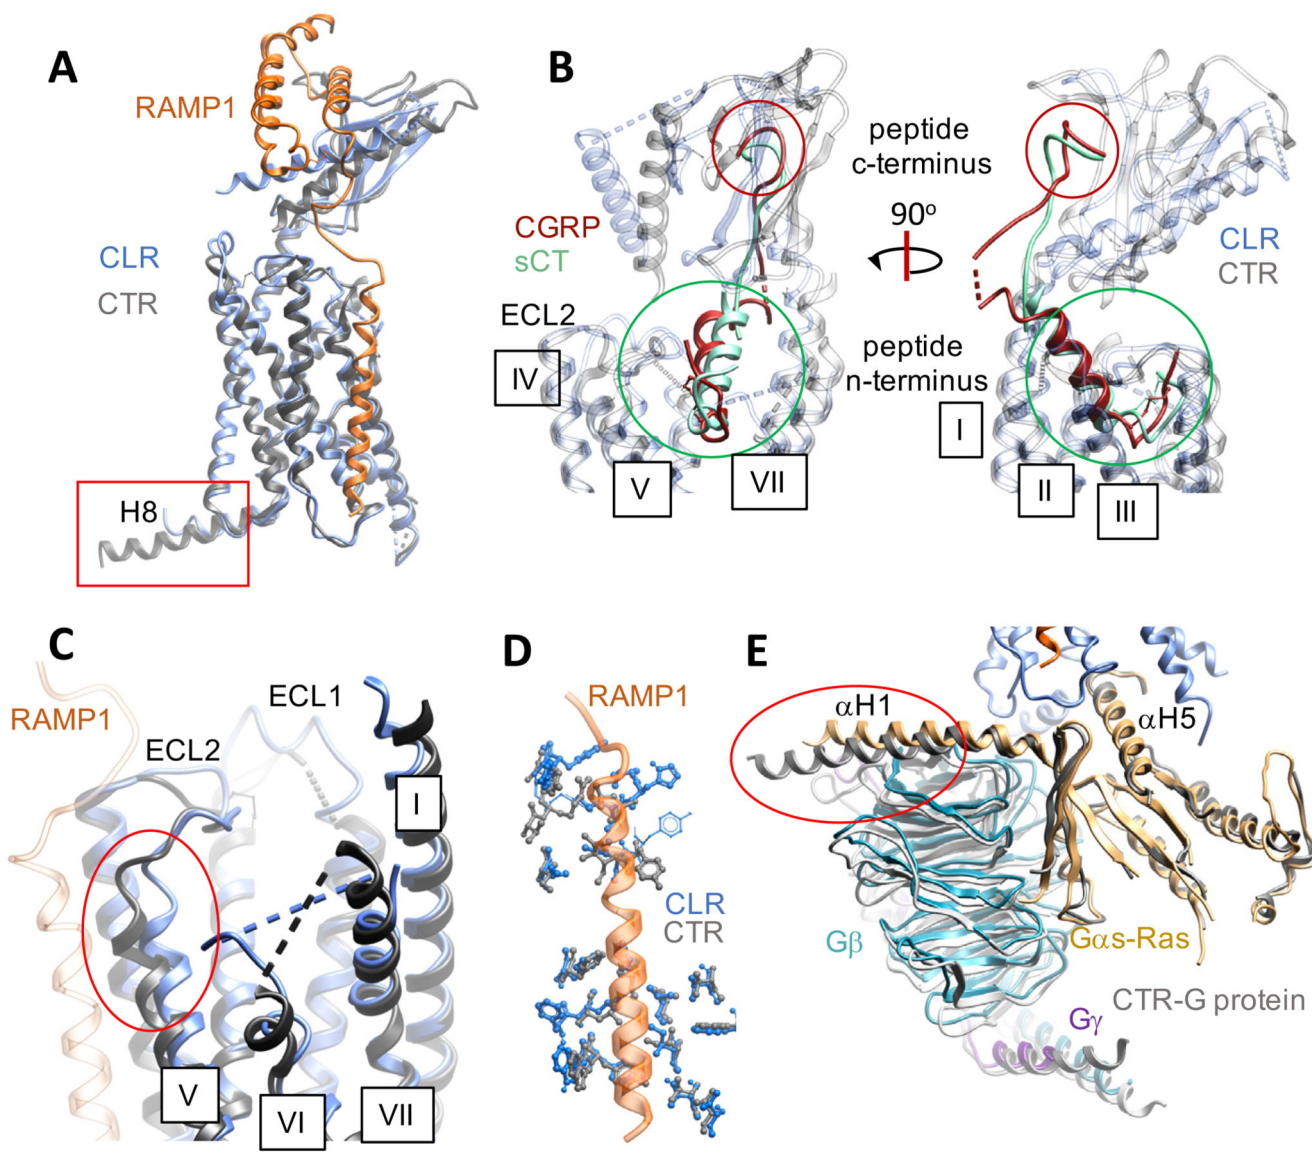 A
RAMP1
CLR
CTR
H8
B
CGRP
sCT
ECL2
IV
V
VII
peptide
c-terminus
90°
peptide
n-terminus
CLR
CTR
I
II
III
C
RAMP1
ECL2
ECL1
I
V
VI
VII
D
RAMP1
CLR
CTR
E
αH1
αH5
Gβ
Gαs-Ras
CTR-G protein
Gγ